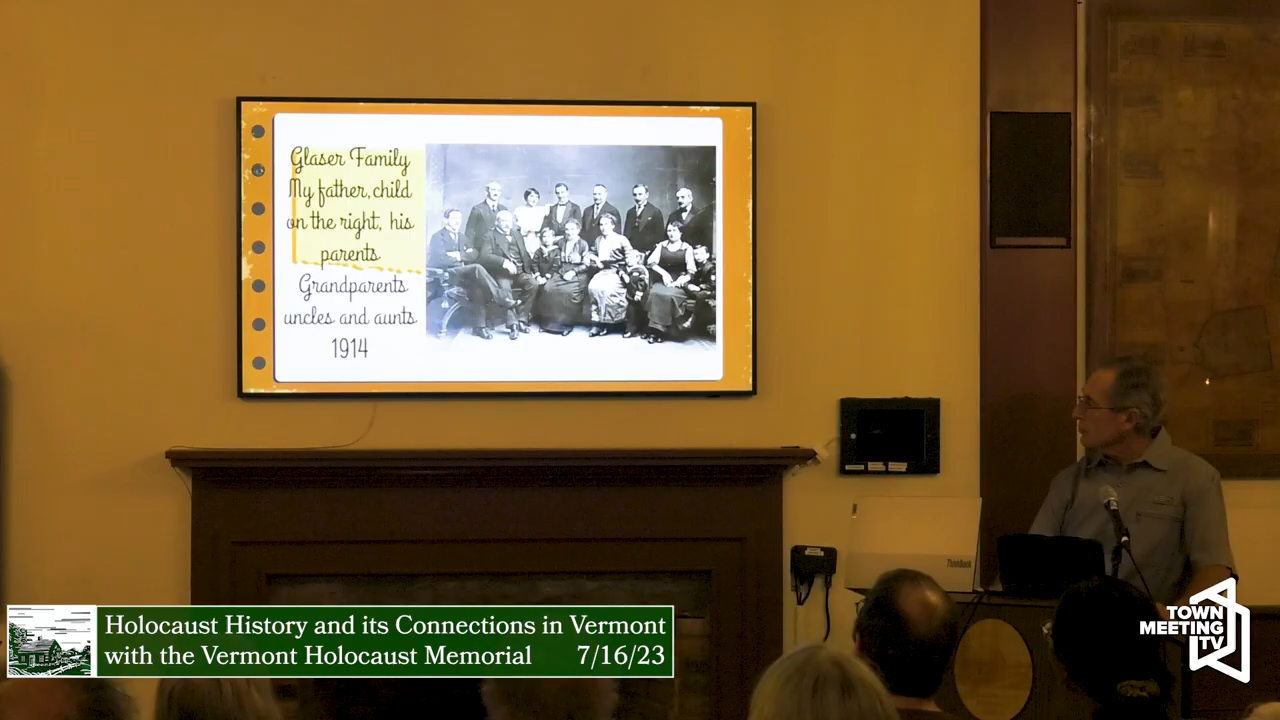 Glaser Family
My father, child
on the right, his
parents
Grandparents
uncles and aunts
1914
ThinkBook
Holocaust History and its Connections in Vermont
with the Vermont Holocaust Memorial 7/16/23
TOWN
MEETING
TV